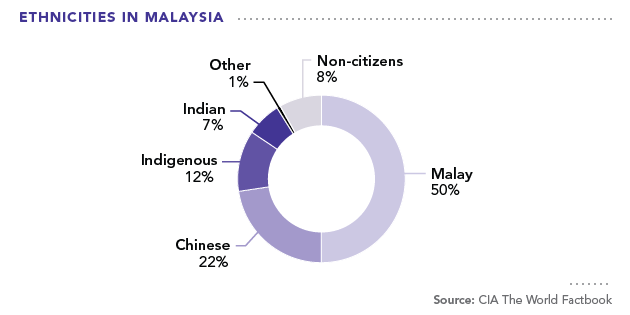 ETHNICITIES IN MALAYSIA
Other
1%
Non-citizens
8%
Indian
7%
Indigenous
12%
Malay
50%
Chinese
22%
Source: CIA The World Factbook